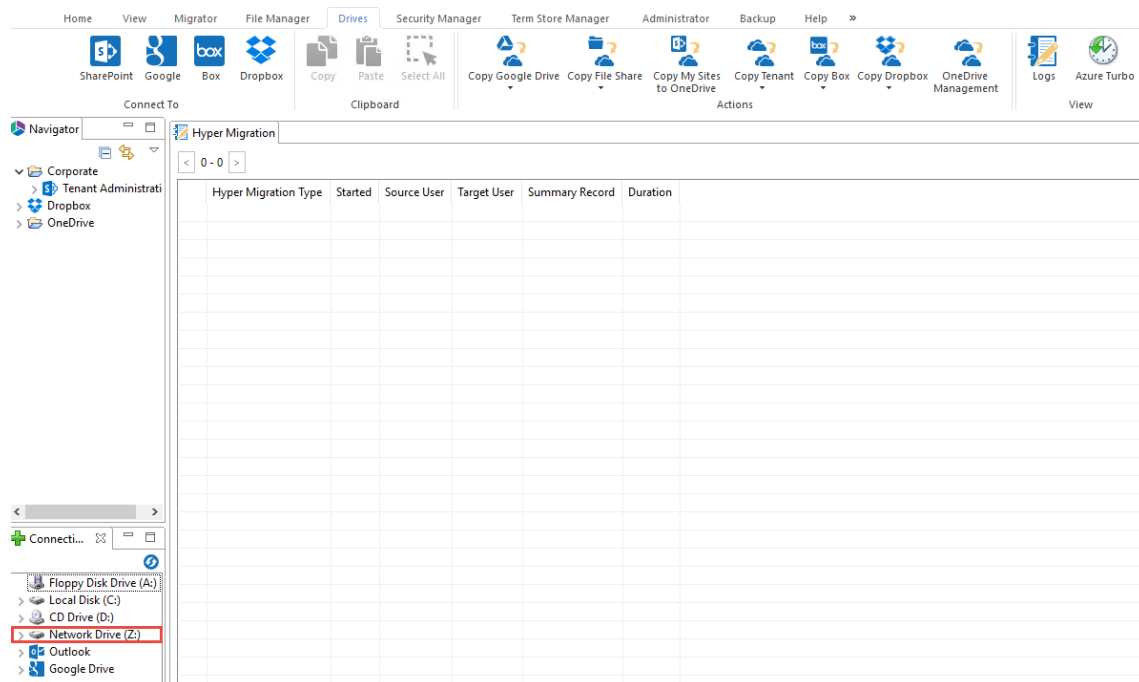 Home View Migrator File Manager Drives Security Manager Term Store Manager Administrator Backup Help »
SharePoint Google Box Dropbox Copy Paste Select All Copy Google Drive Copy File Share Copy My Sites to OneDrive Copy Tenant Copy Box Copy Dropbox OneDrive Management Logs Azure Turbo
Connect To Clipboard Actions View
Navigator
Corporate
Tenant Administrati
Dropbox
OneDrive
Hyper Migration
< 0 - 0 >
Hyper Migration Type Started Source User Target User Summary Record Duration
Connecti...
Floppy Disk Drive (A:)
Local Disk (C:)
CD Drive (D:)
Network Drive (Z:)
Outlook
Google Drive